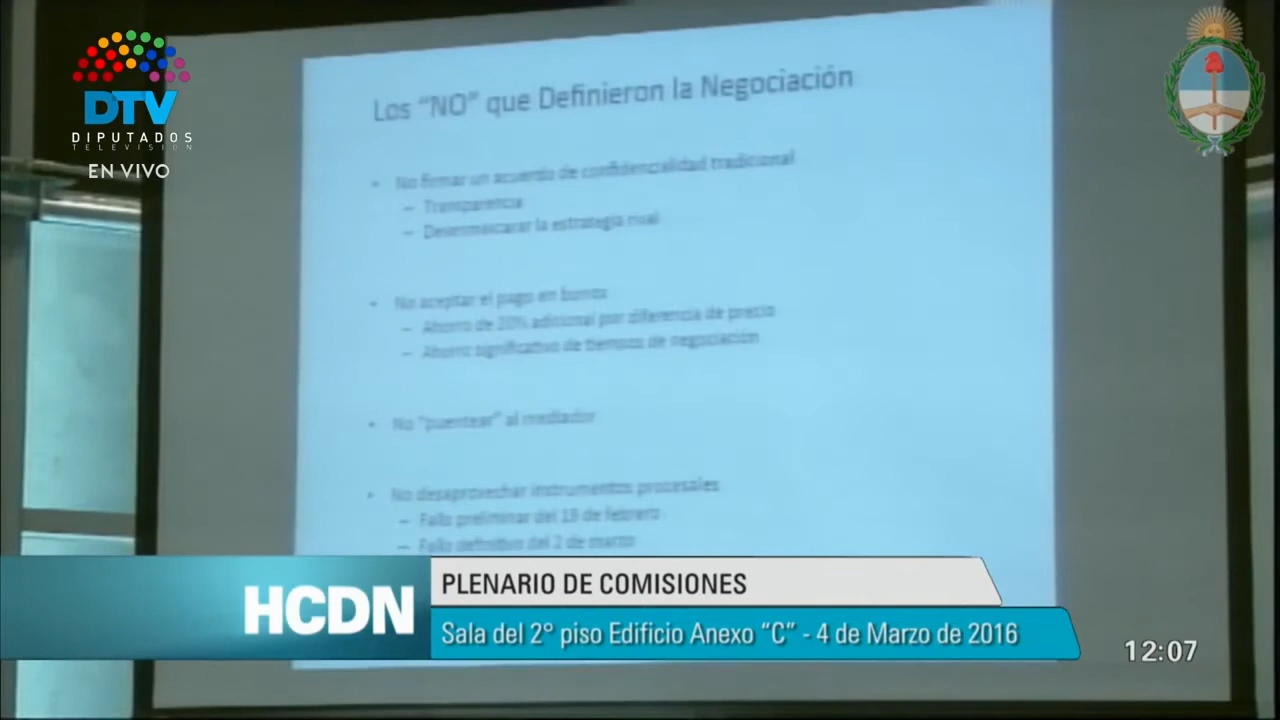 DTV
DIPUTADOS
TELEVISIÓN
EN VIVO
Los “NO” que Definieron la Negociación
• No firmar un acuerdo de confidencialidad tradicional
– Transparencia
– Desenmascarar la estrategia rival
• No aceptar el pago en bonos
– Ahorro de 20% adicional por diferencia de precio
– Ahorro significativo de tiempos de negociación
• No “puentear” al mediador
• No desaprovechar instrumentos procesales
– Fallo preliminar del 19 de febrero
– Fallo definitivo del 2 de marzo
HCDN
PLENARIO DE COMISIONES
Sala del 2° piso Edificio Anexo “C” - 4 de Marzo de 2016
12:07